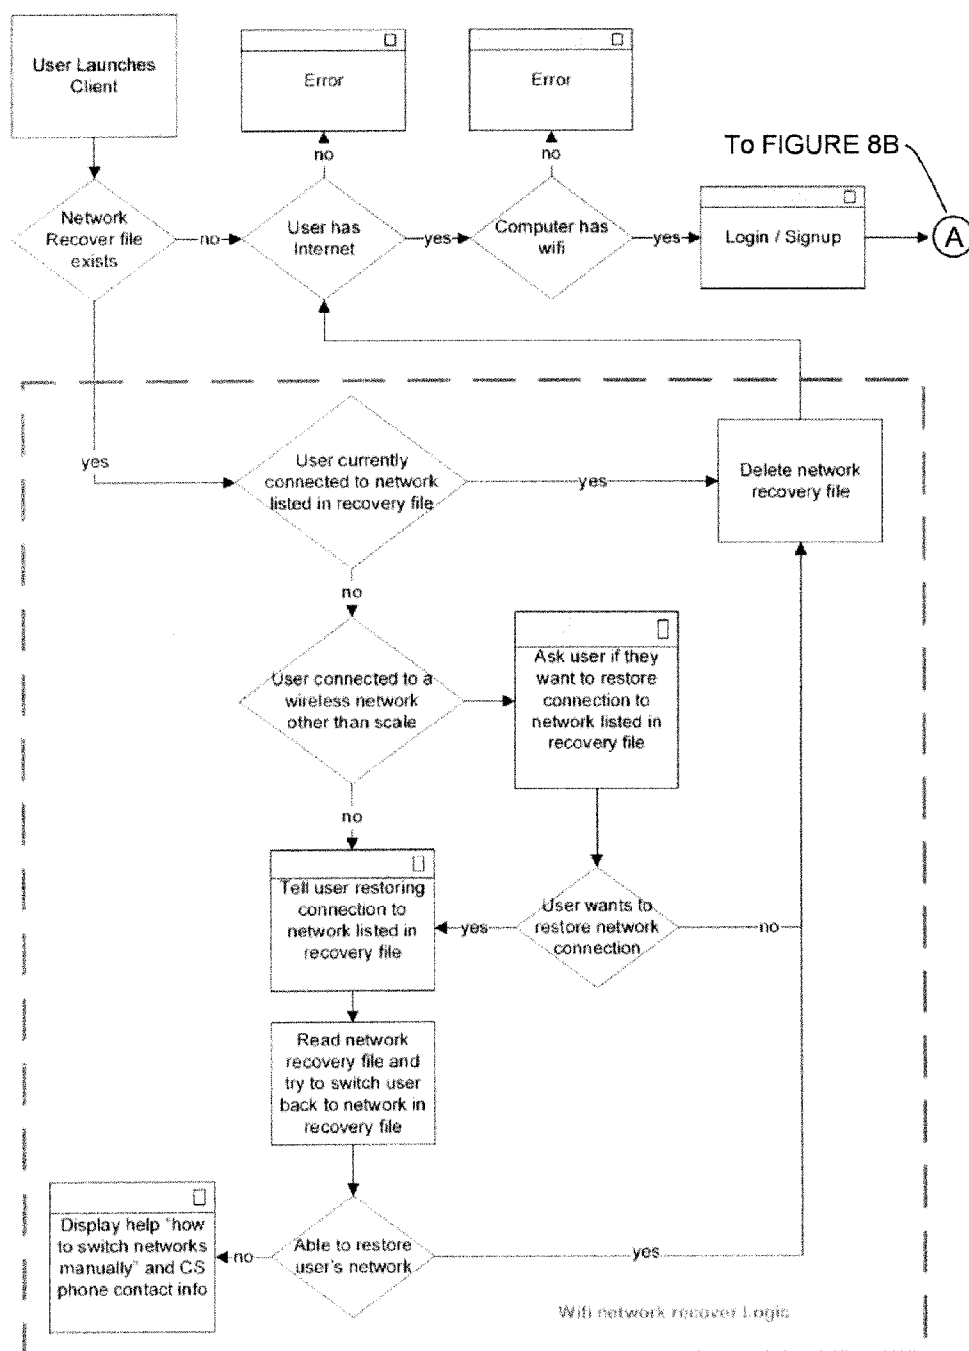 User Launches
Client
Error
Error
To FIGURE 8B
no
no
Network
Recover file
exists
no
User has
Internet
yes
Computer has
wifi
yes
Login / Signup
A
yes
User currently
connected to network
listed in recovery file
yes
Delete network
recovery file
no
User connected to a
wireless network
other than scale
Ask user if they
want to restore
connection to
network listed in
recovery file
no
Tell user restoring
connection to
network listed in
recovery file
yes
User wants to
restore network
connection
no
Read network
recovery file and
try to switch user
back to network in
recovery file
Display help "how
to switch networks
manually" and CS
phone contact info
no
Able to restore
user's network
yes
Wifi network recover Logic